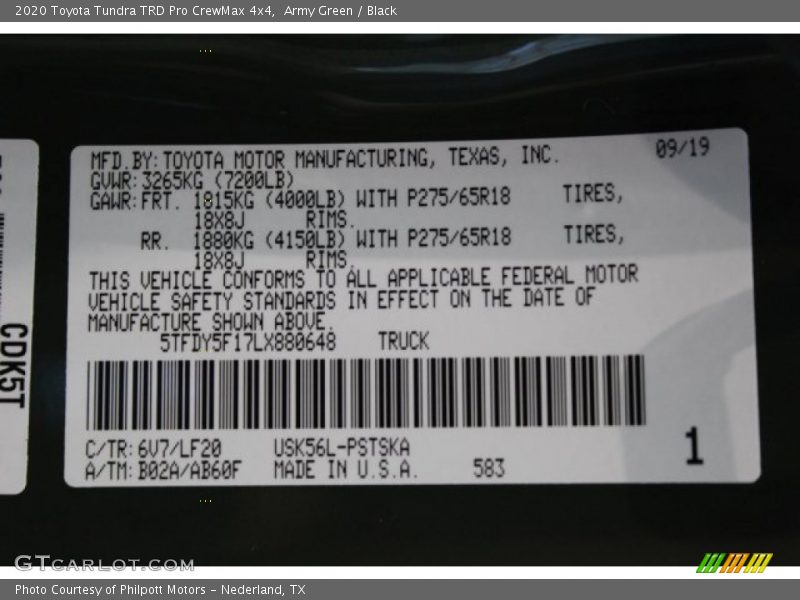 2020 Toyota Tundra TRD Pro CrewMax 4x4, Army Green / Black
MFD.BY:TOYOTA MOTOR MANUFACTURING, TEXAS, INC. 09/19
GVWR:3265KG (7200LB)
GAWR:FRT. 1815KG (4000LB) WITH P275/65R18 TIRES,
18X8J RIMS.
RR. 1880KG (4150LB) WITH P275/65R18 TIRES,
18X8J RIMS.
THIS VEHICLE CONFORMS TO ALL APPLICABLE FEDERAL MOTOR
VEHICLE SAFETY STANDARDS IN EFFECT ON THE DATE OF
MANUFACTURE SHOWN ABOVE.
5TFDY5F17LX880648 TRUCK
C/TR:6V7/LF20 USK56L-PSTSKA
A/TM:B02A/AB60F MADE IN U.S.A. 583
1
CDK5T
GTCARLOT.COM
Photo Courtesy of Philpott Motors - Nederland, TX